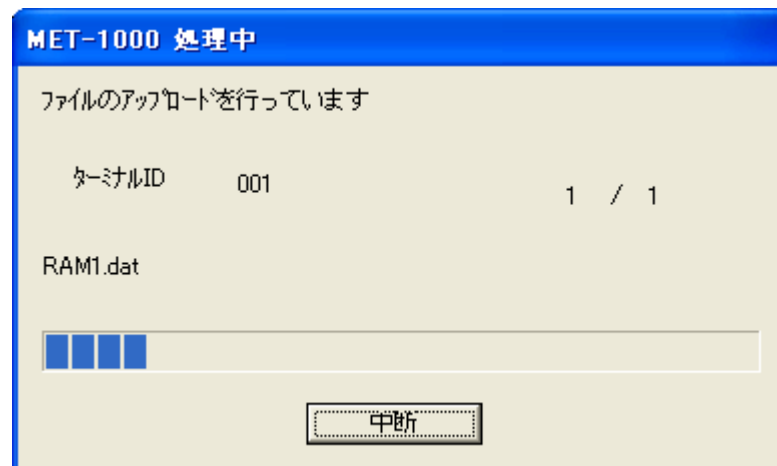 MET-1000 処理中
ファイルのアップロードを行っています
ターミナルID 001 1 / 1
RAM1.dat
中断